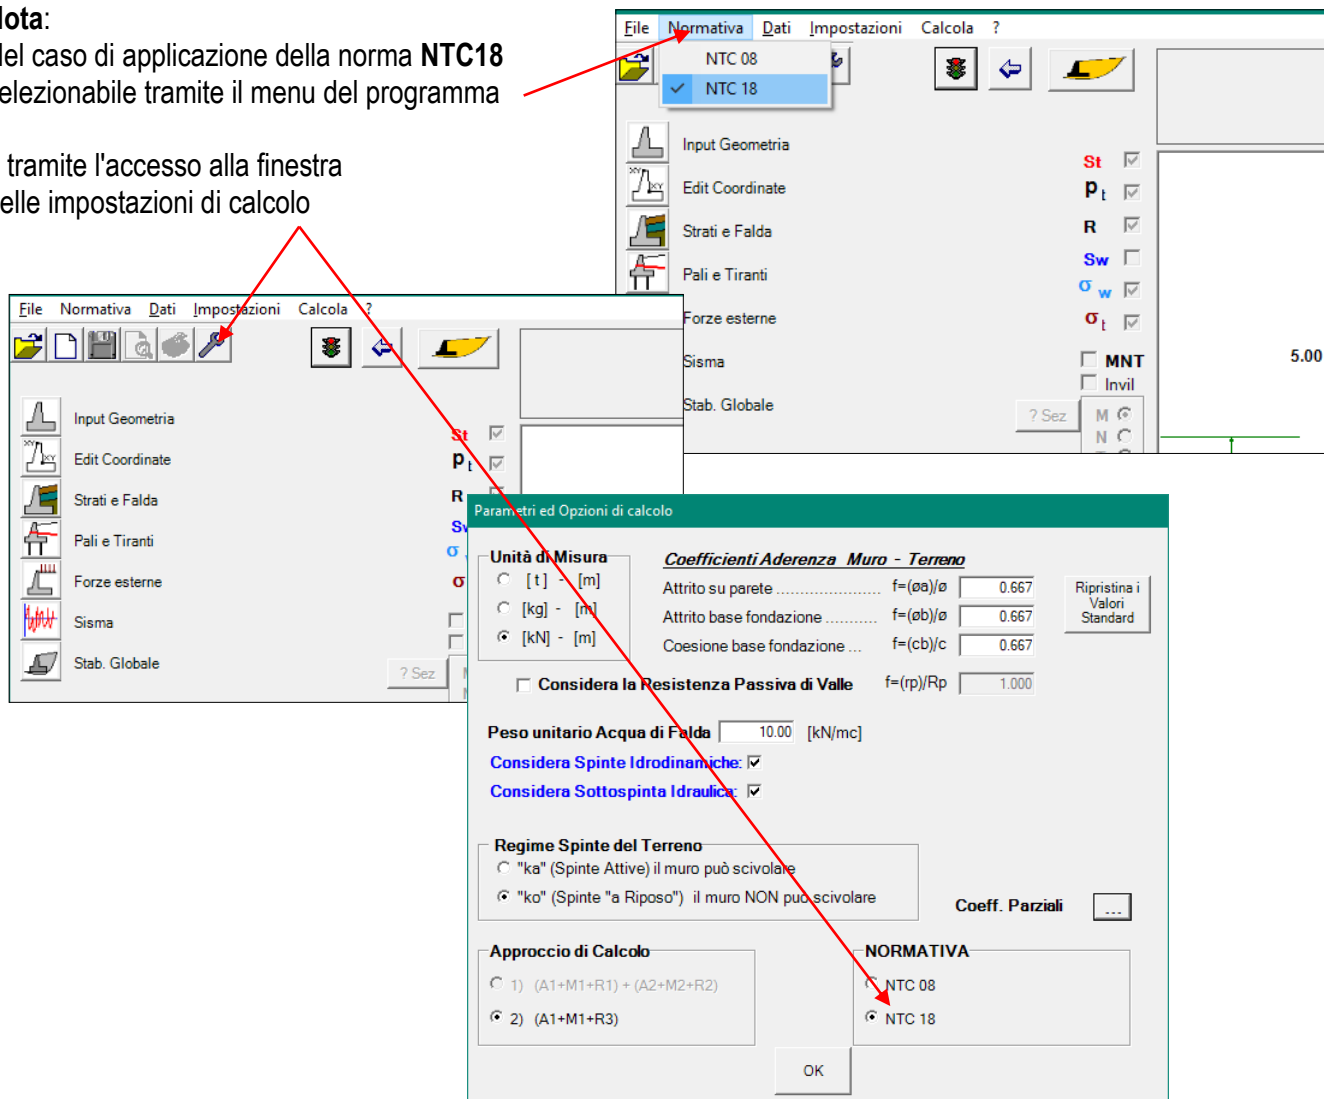 Nota:
del caso di applicazione della norma NTC18
selezionabile tramite il menu del programma
tramite l'accesso alla finestra
delle impostazioni di calcolo
File Normativa Dati Impostazioni Calcola ?
NTC 08
NTC 18
Input Geometria
Edit Coordinate
Strati e Falda
Pali e Tiranti
Forze esterne
Sisma
Stab. Globale
St
Pt
R
Sw
σw
σt
MNT
Invil
? Sez
M
N
5.00
File Normativa Dati Impostazioni Calcola ?
Input Geometria
Edit Coordinate
Strati e Falda
Pali e Tiranti
Forze esterne
Sisma
Stab. Globale
St
Pt
R
σ
? Sez
Parametri ed Opzioni di calcolo
Unità di Misura
[t] - [m]
[kg] - [m]
[kN] - [m]
Coefficienti Aderenza Muro - Terreno
Attrito su parete ...................... f=(øa)/ø 0.667
Attrito base fondazione ........... f=(øb)/ø 0.667
Coesione base fondazione ... f=(cb)/c 0.667
Ripristina i
Valori
Standard
Considera la Resistenza Passiva di Valle f=(rp)/Rp 1.000
Peso unitario Acqua di Falda 10.00 [kN/mc]
Considera Spinte Idrodinamiche:
Considera Sottospinta Idraulica:
Regime Spinte del Terreno
"ka" (Spinte Attive) il muro può scivolare
"ko" (Spinte "a Riposo") il muro NON può scivolare
Coeff. Parziali ...
Approccio di Calcolo
1) (A1+M1+R1) + (A2+M2+R2)
2) (A1+M1+R3)
NORMATIVA
NTC 08
NTC 18
OK